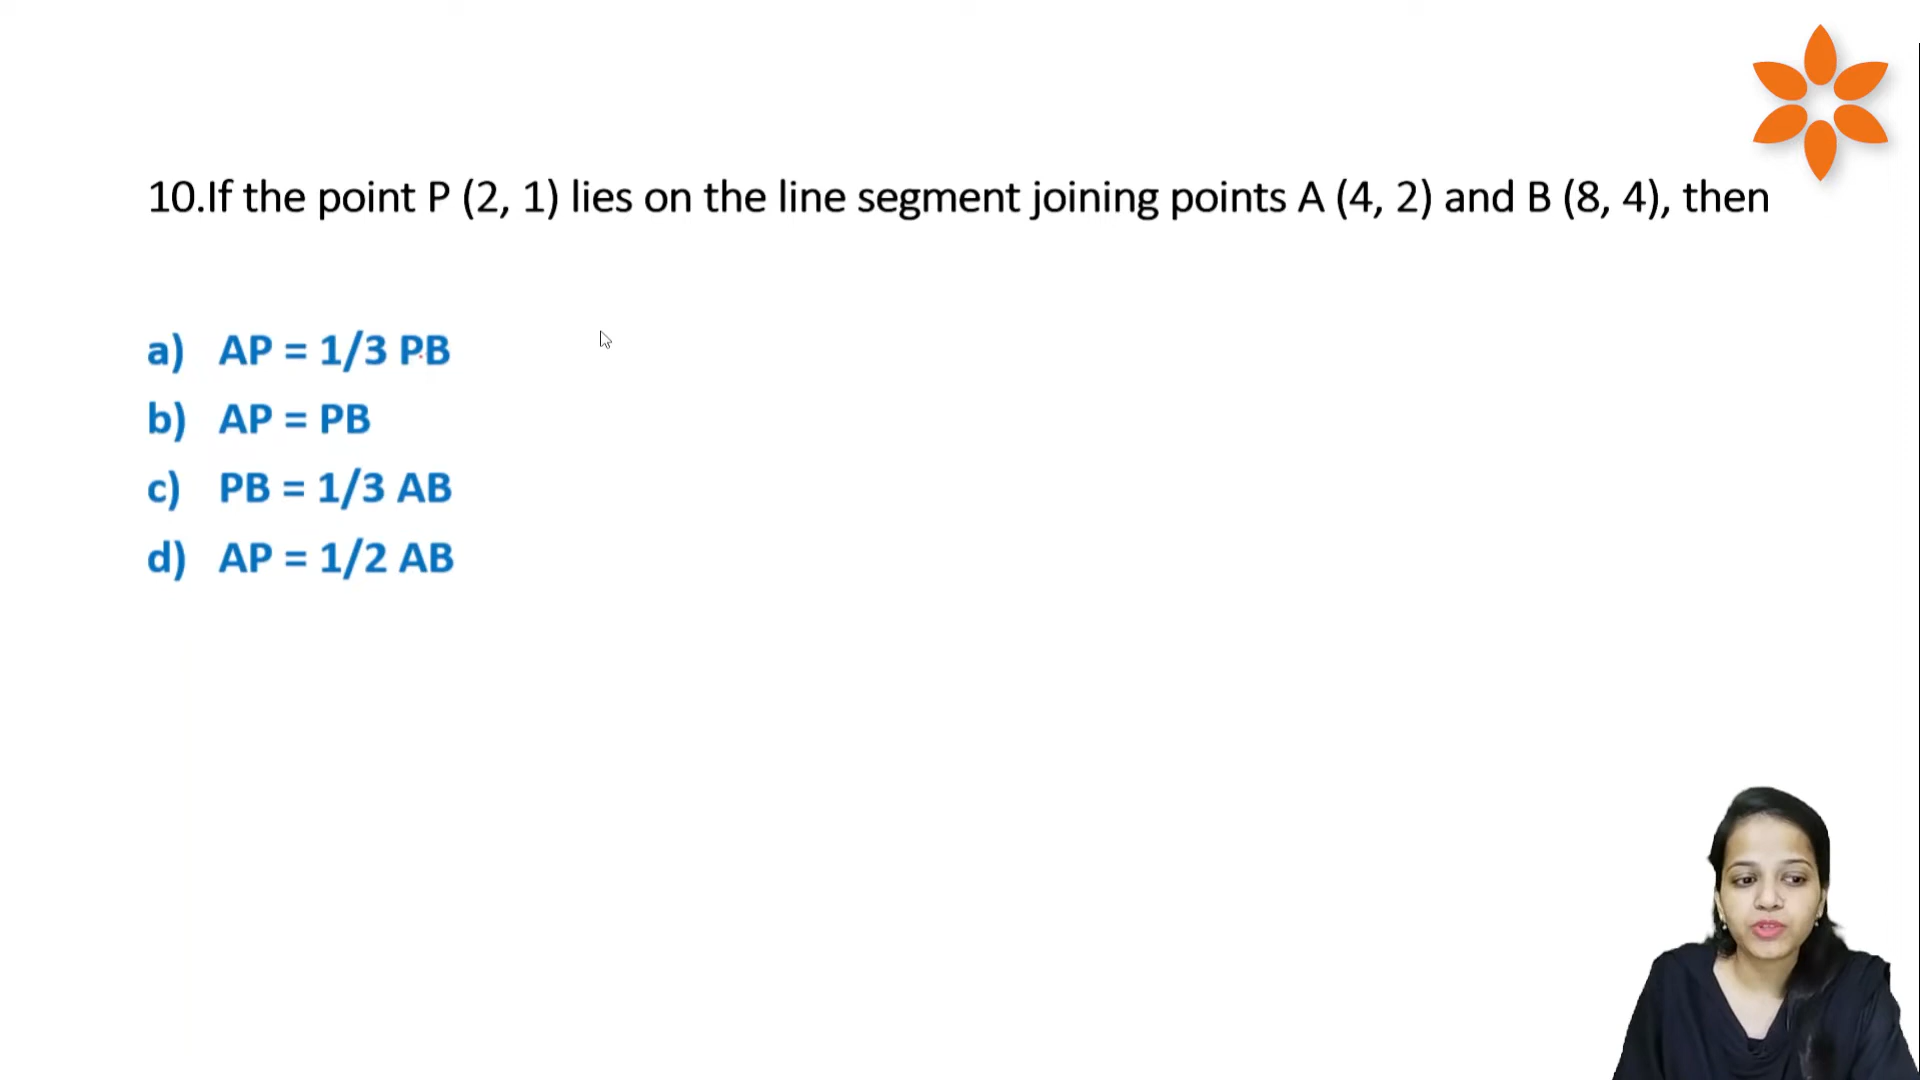 10.If the point P (2, 1) lies on the line segment joining points A (4, 2) and B (8, 4), then
a) AP = 1/3 PB
b) AP = PB
c) PB = 1/3 AB
d) AP = 1/2 AB